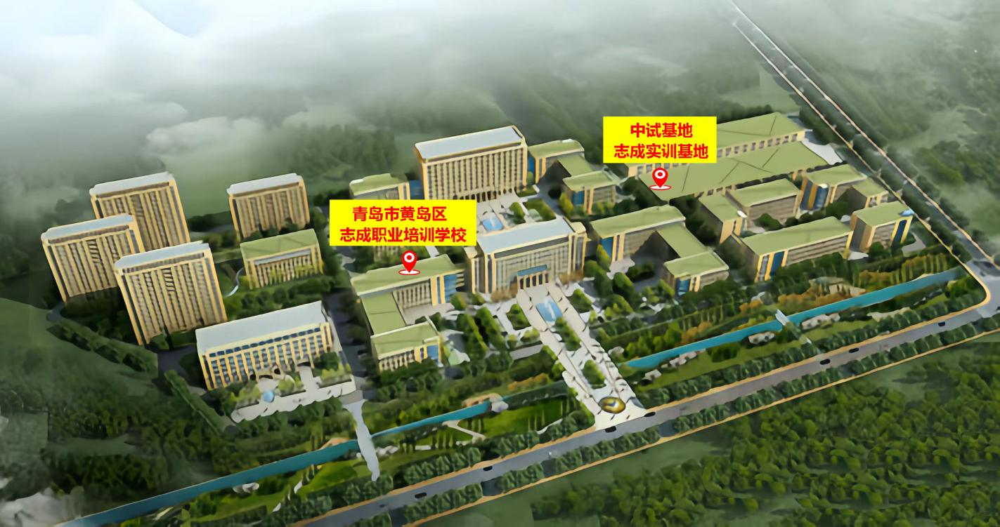 中试基地
志成实训基地
青岛市黄岛区
志成职业培训学校